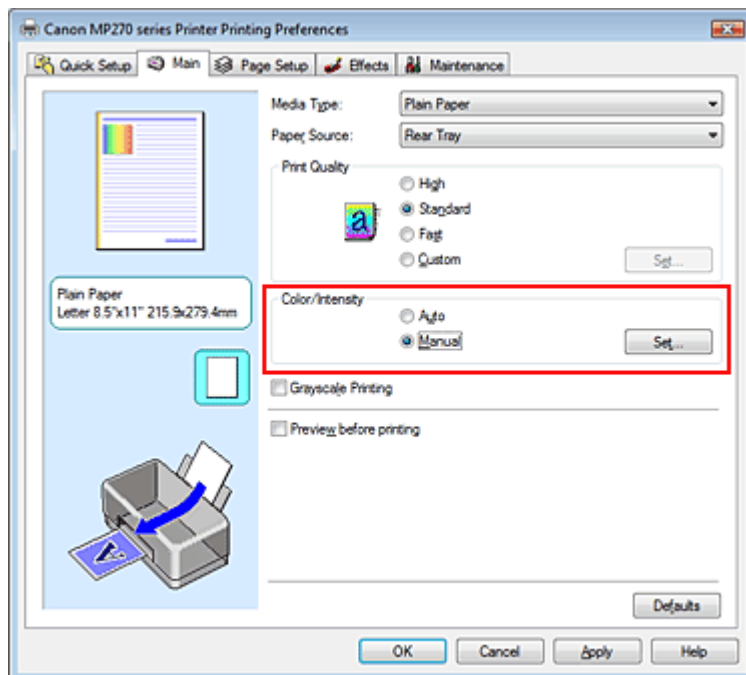 Canon MP270 series Printer Printing Preferences
Quick Setup Main Page Setup Effects Maintenance
Media Type: Plain Paper
Paper Source: Rear Tray
Print Quality
High
a Standard
Fast
Custom Set...
Plain Paper
Letter 8.5"x11" 215.9x279.4mm
Color/Intensity
Auto
Manual Set...
Grayscale Printing
Preview before printing
A
Defaults
OK Cancel Apply Help